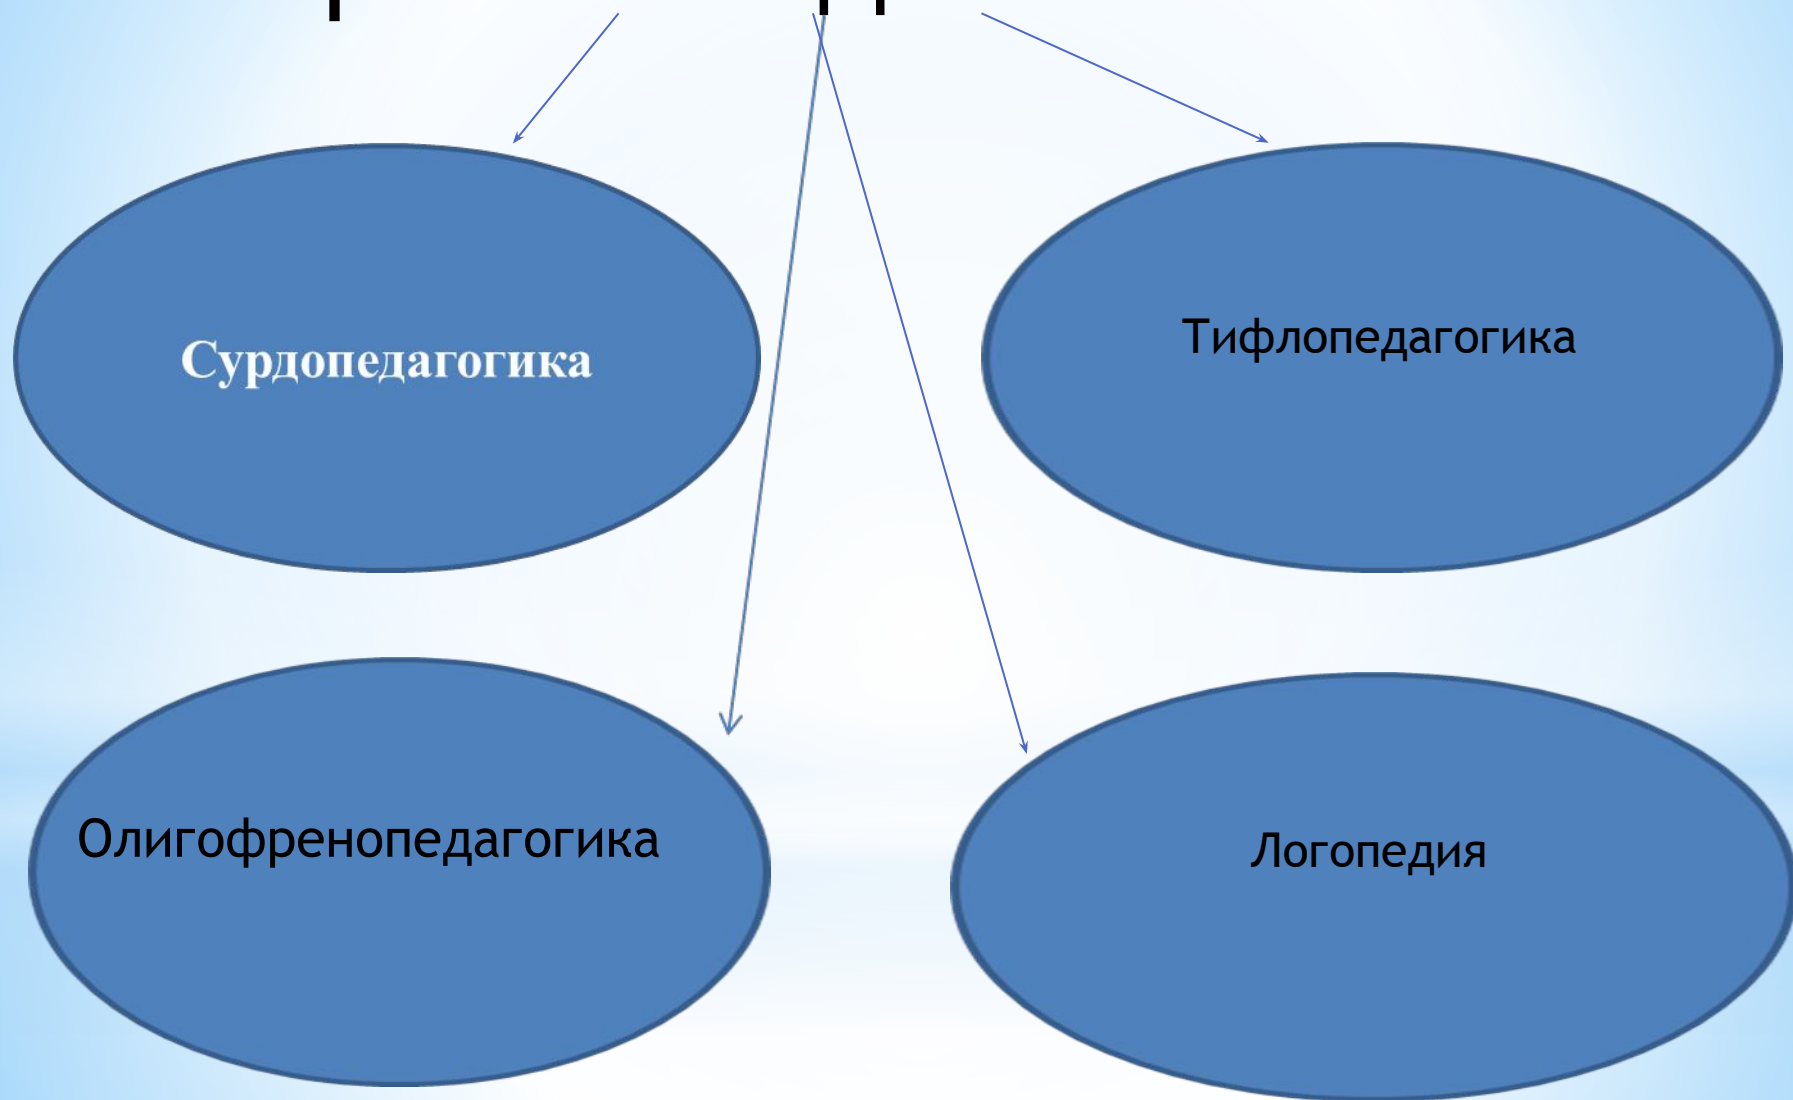 Сурдопедагогика
Тифлопедагогика
Олигофренопедагогика
Логопедия